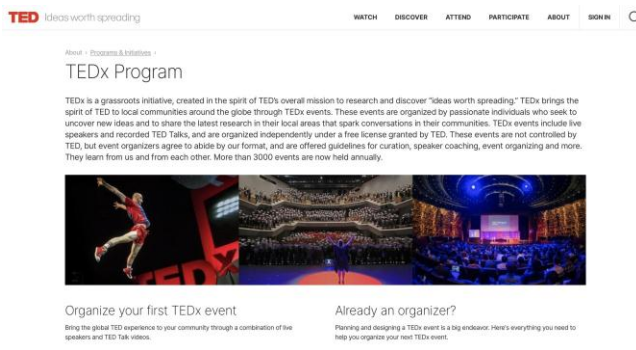 TED Ideas worth spreading
WATCH DISCOVER ATTEND PARTICIPATE ABOUT SIGN IN
About › Programs & Initiatives ›
TEDx Program
TEDx is a grassroots initiative, created in the spirit of TED's overall mission to research and discover "ideas worth spreading." TEDx brings the
spirit of TED to local communities around the globe through TEDx events. These events are organized by passionate individuals who seek to
uncover new ideas and to share the latest research in their local areas that spark conversations in their communities. TEDx events include live
speakers and recorded TED Talks, and are organized independently under a free license granted by TED. These events are not controlled by
TED, but event organizers agree to abide by our format, and are offered guidelines for curation, speaker coaching, event organizing and more.
They learn from us and from each other. More than 3000 events are now held annually.
TEDx
Organize your first TEDx event
Bring the global TED experience to your community through a combination of live
speakers and TED Talk videos.
Already an organizer?
Planning and designing a TEDx event is a big endeavor. Here's everything you need to
help you organize your next TEDx event.